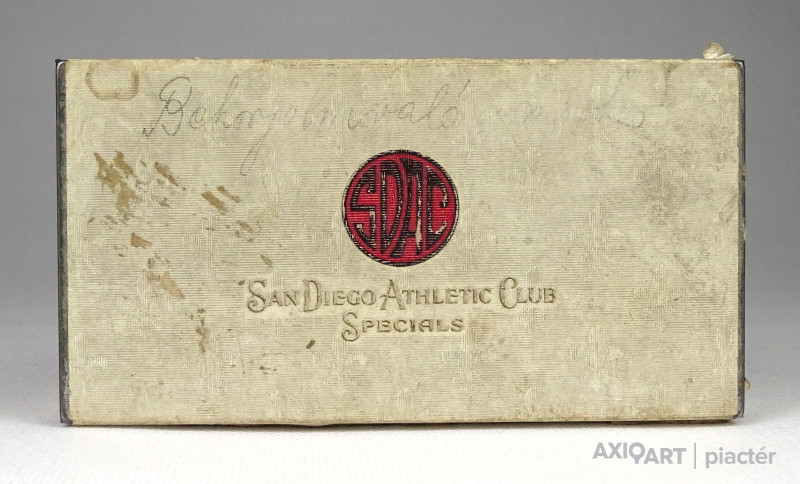 SDAC
SAN DIEGO ATHLETIC CLUB
SPECIALS
AXIOART | piactér